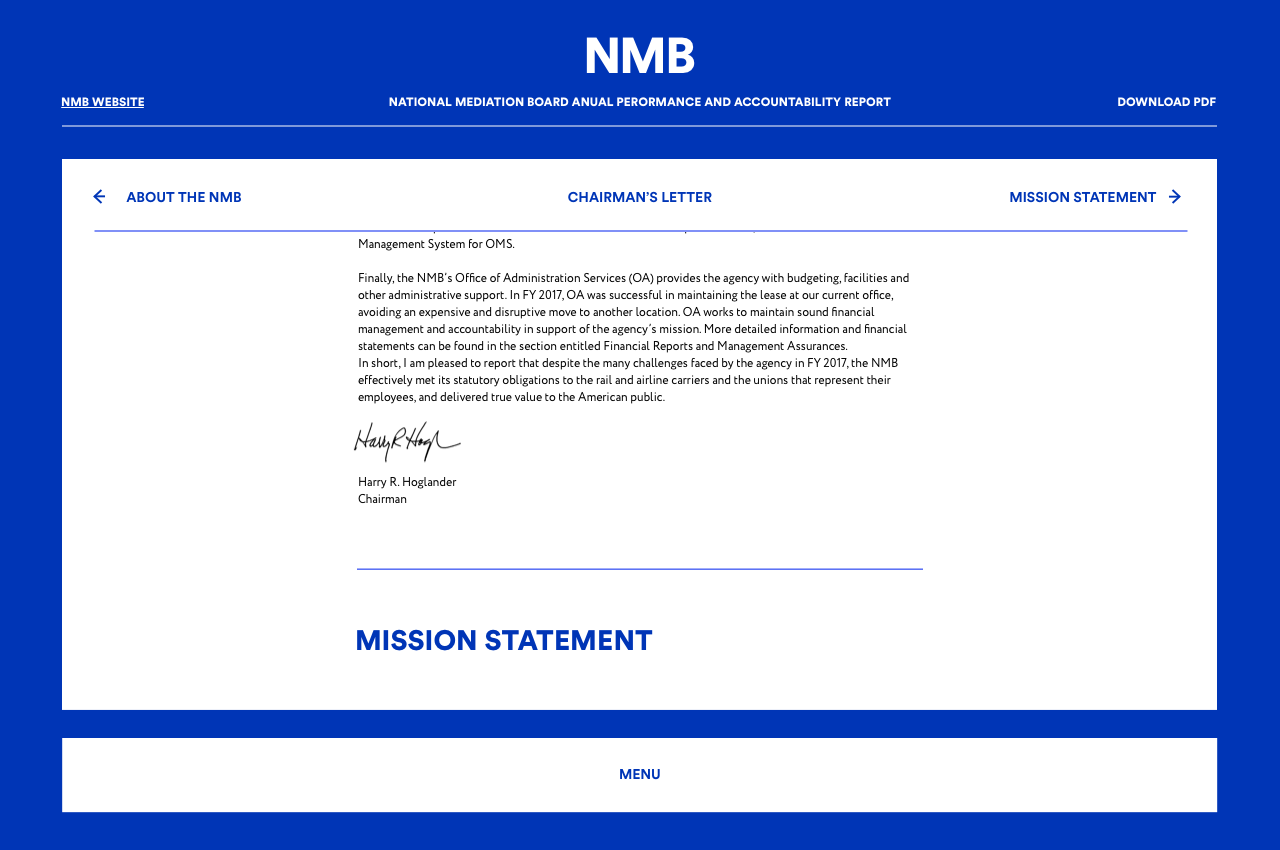 NMB
NMB WEBSITE
NATIONAL MEDIATION BOARD ANUAL PERORMANCE AND ACCOUNTABILITY REPORT
DOWNLOAD PDF
ABOUT THE NMB
CHAIRMAN’S LETTER
MISSION STATEMENT
Management System for OMS.
Finally, the NMB’s Office of Administration Services (OA) provides the agency with budgeting, facilities and
other administrative support. In FY 2017, OA was successful in maintaining the lease at our current office,
avoiding an expensive and disruptive move to another location. OA works to maintain sound financial
management and accountability in support of the agency’s mission. More detailed information and financial
statements can be found in the section entitled Financial Reports and Management Assurances.
In short, I am pleased to report that despite the many challenges faced by the agency in FY 2017, the NMB
effectively met its statutory obligations to the rail and airline carriers and the unions that represent their
employees, and delivered true value to the American public.
Harry R. Hoglander
Chairman
MISSION STATEMENT
MENU